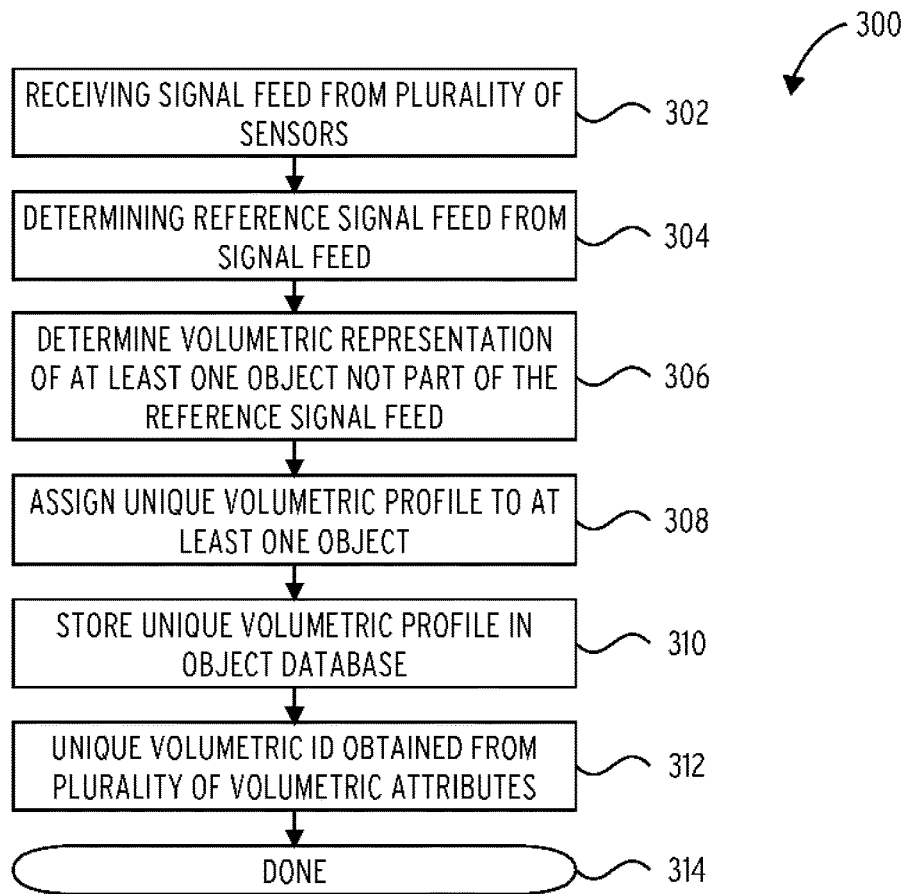 300
RECEIVING SIGNAL FEED FROM PLURALITY OF
SENSORS
302
DETERMINING REFERENCE SIGNAL FEED FROM
SIGNAL FEED
304
DETERMINE VOLUMETRIC REPRESENTATION
OF AT LEAST ONE OBJECT NOT PART OF THE
REFERENCE SIGNAL FEED
306
ASSIGN UNIQUE VOLUMETRIC PROFILE TO AT
LEAST ONE OBJECT
308
STORE UNIQUE VOLUMETRIC PROFILE IN
OBJECT DATABASE
310
UNIQUE VOLUMETRIC ID OBTAINED FROM
PLURALITY OF VOLUMETRIC ATTRIBUTES
312
DONE
314